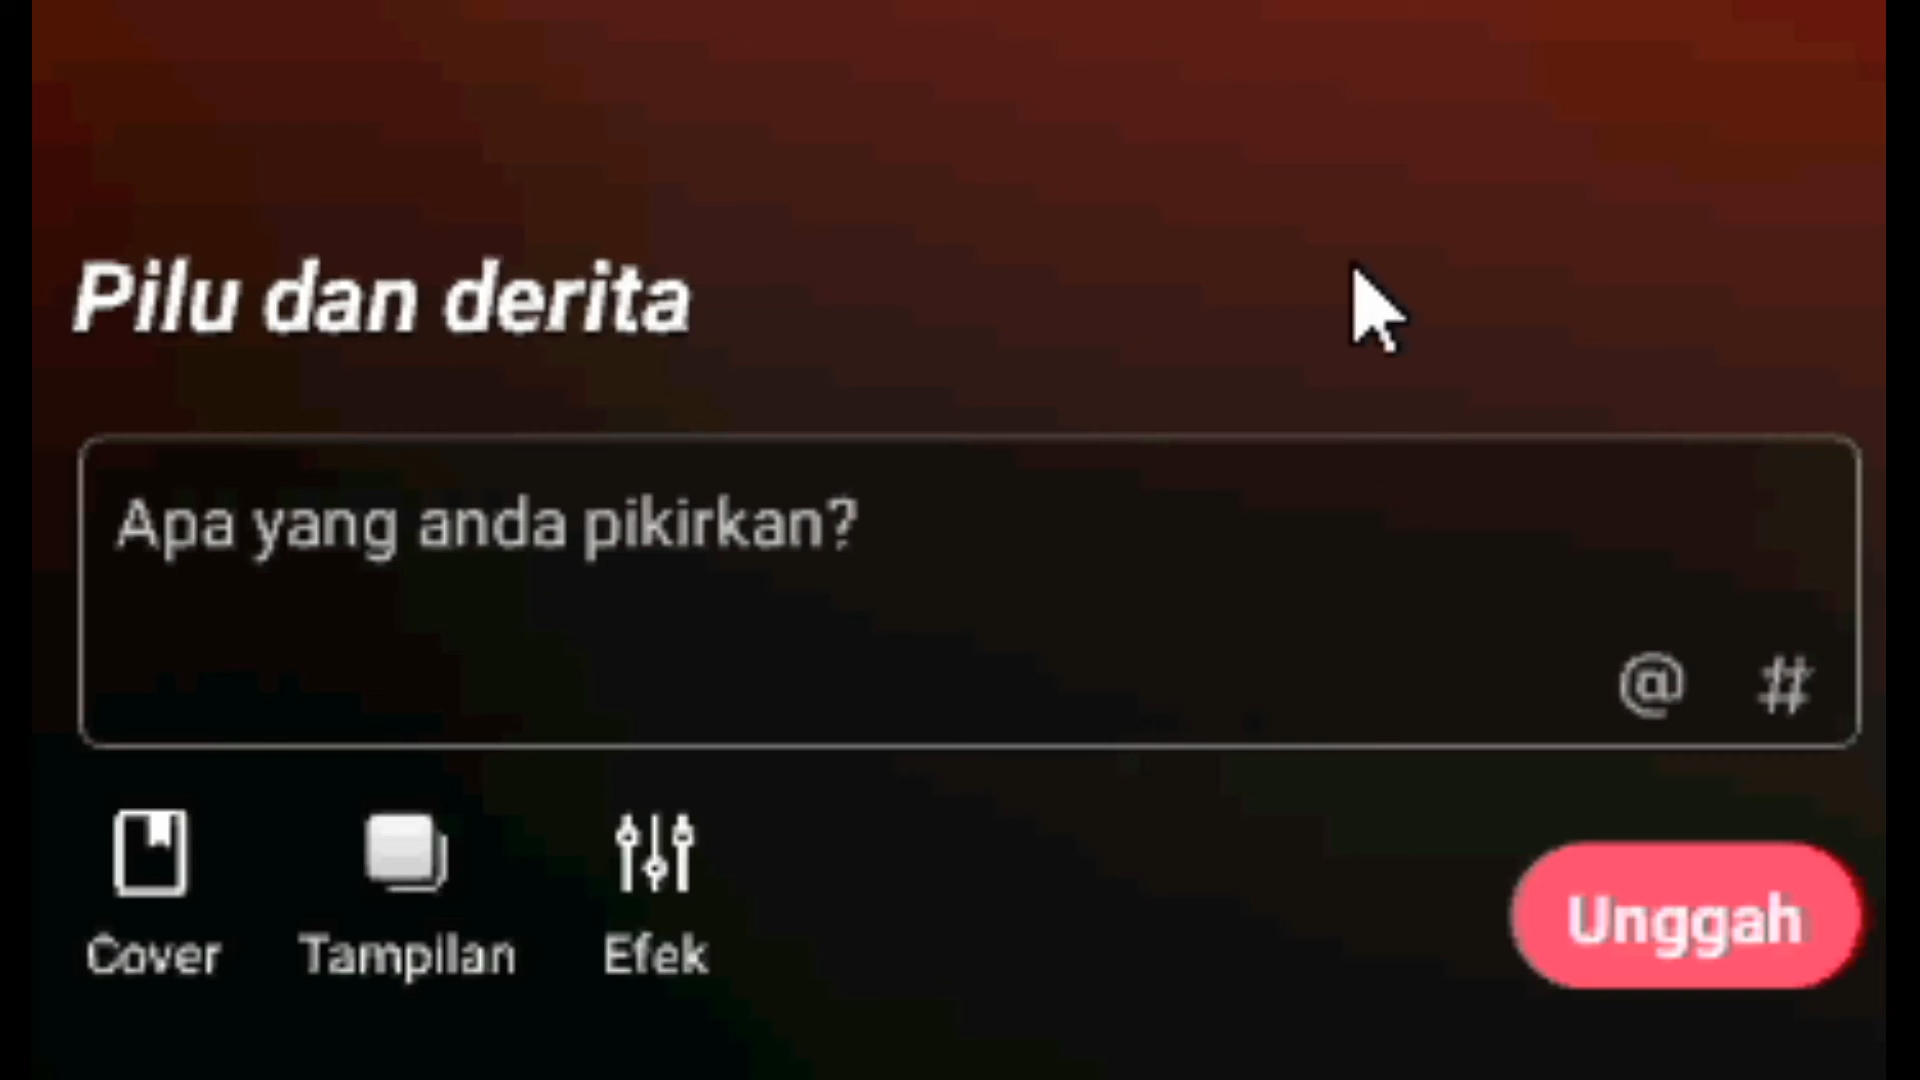 Pilu dan derita
Apa yang anda pikirkan?
@ #
Cover Tampilan Efek
Unggah